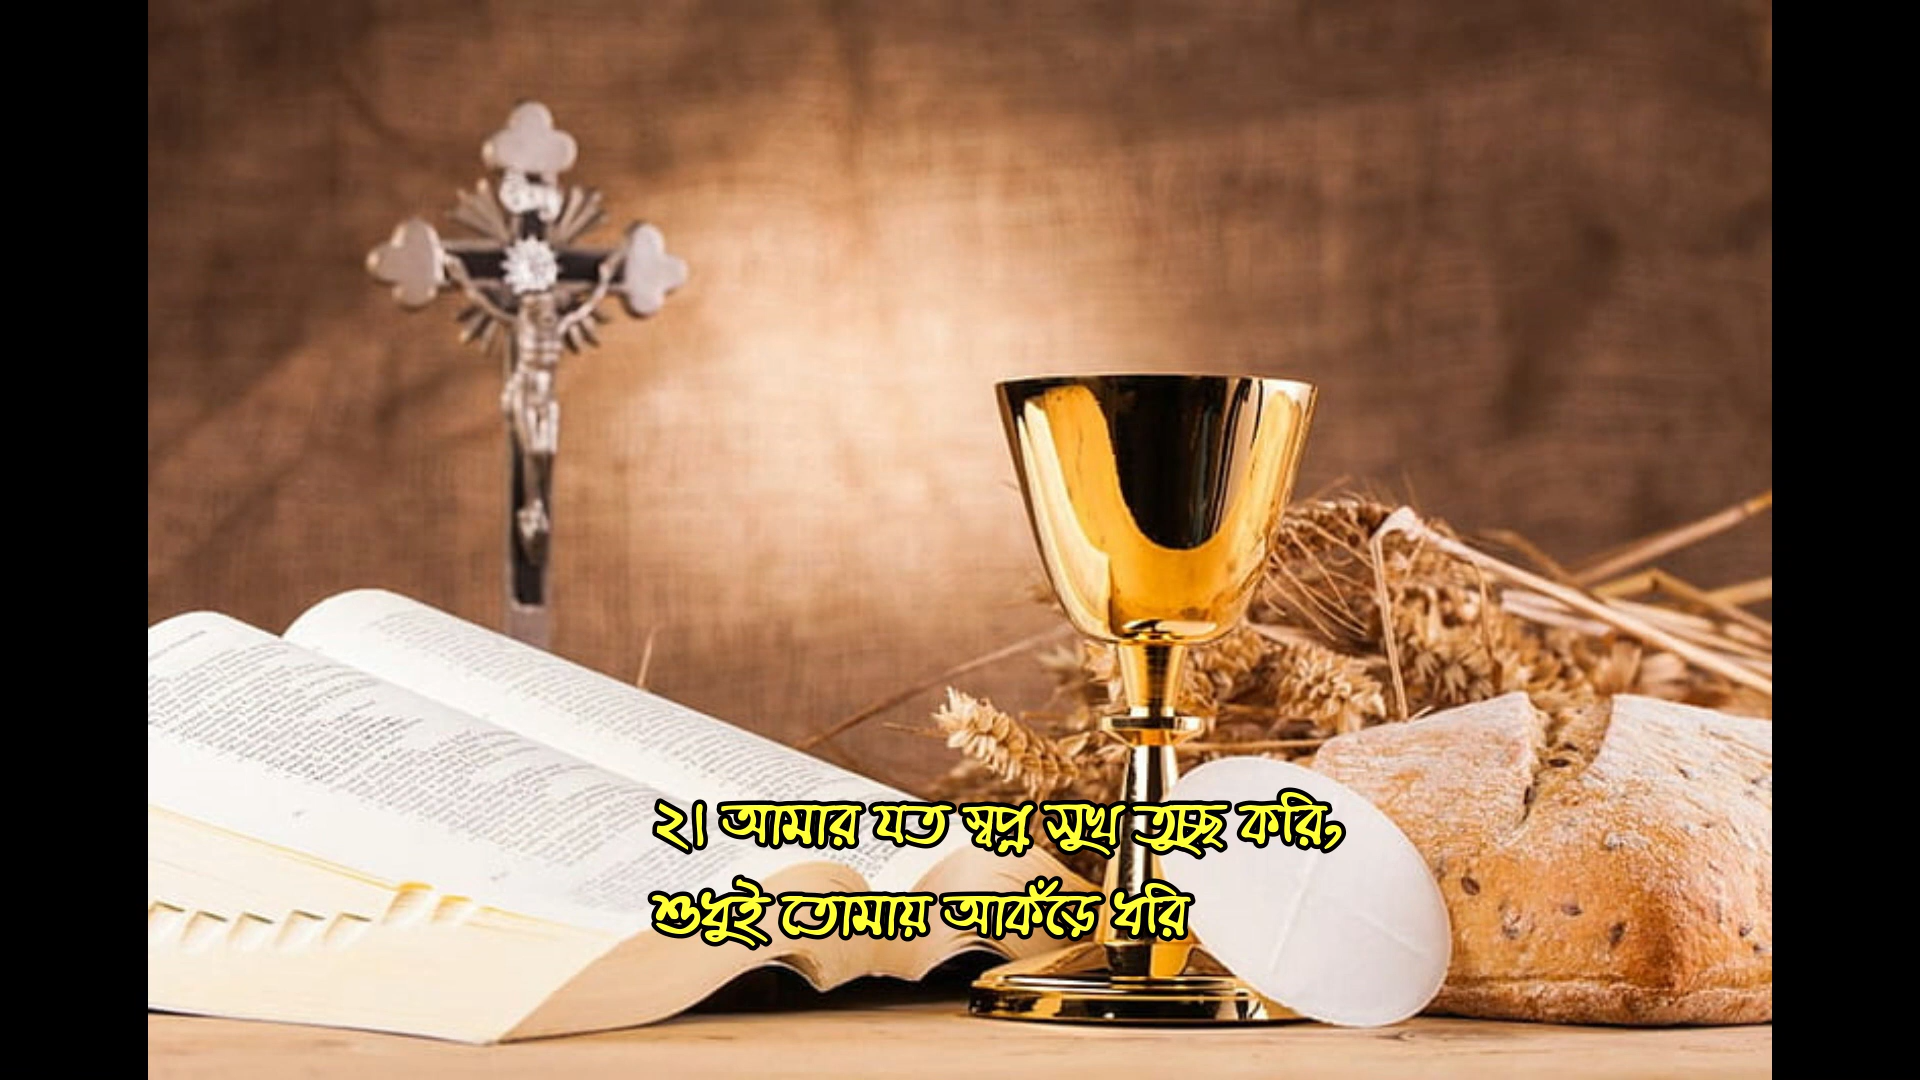 ২। আমার যত স্বপ্ন সুখ তুচ্ছ করি,
শুধুই তোমায় আকঁড়ে ধরি